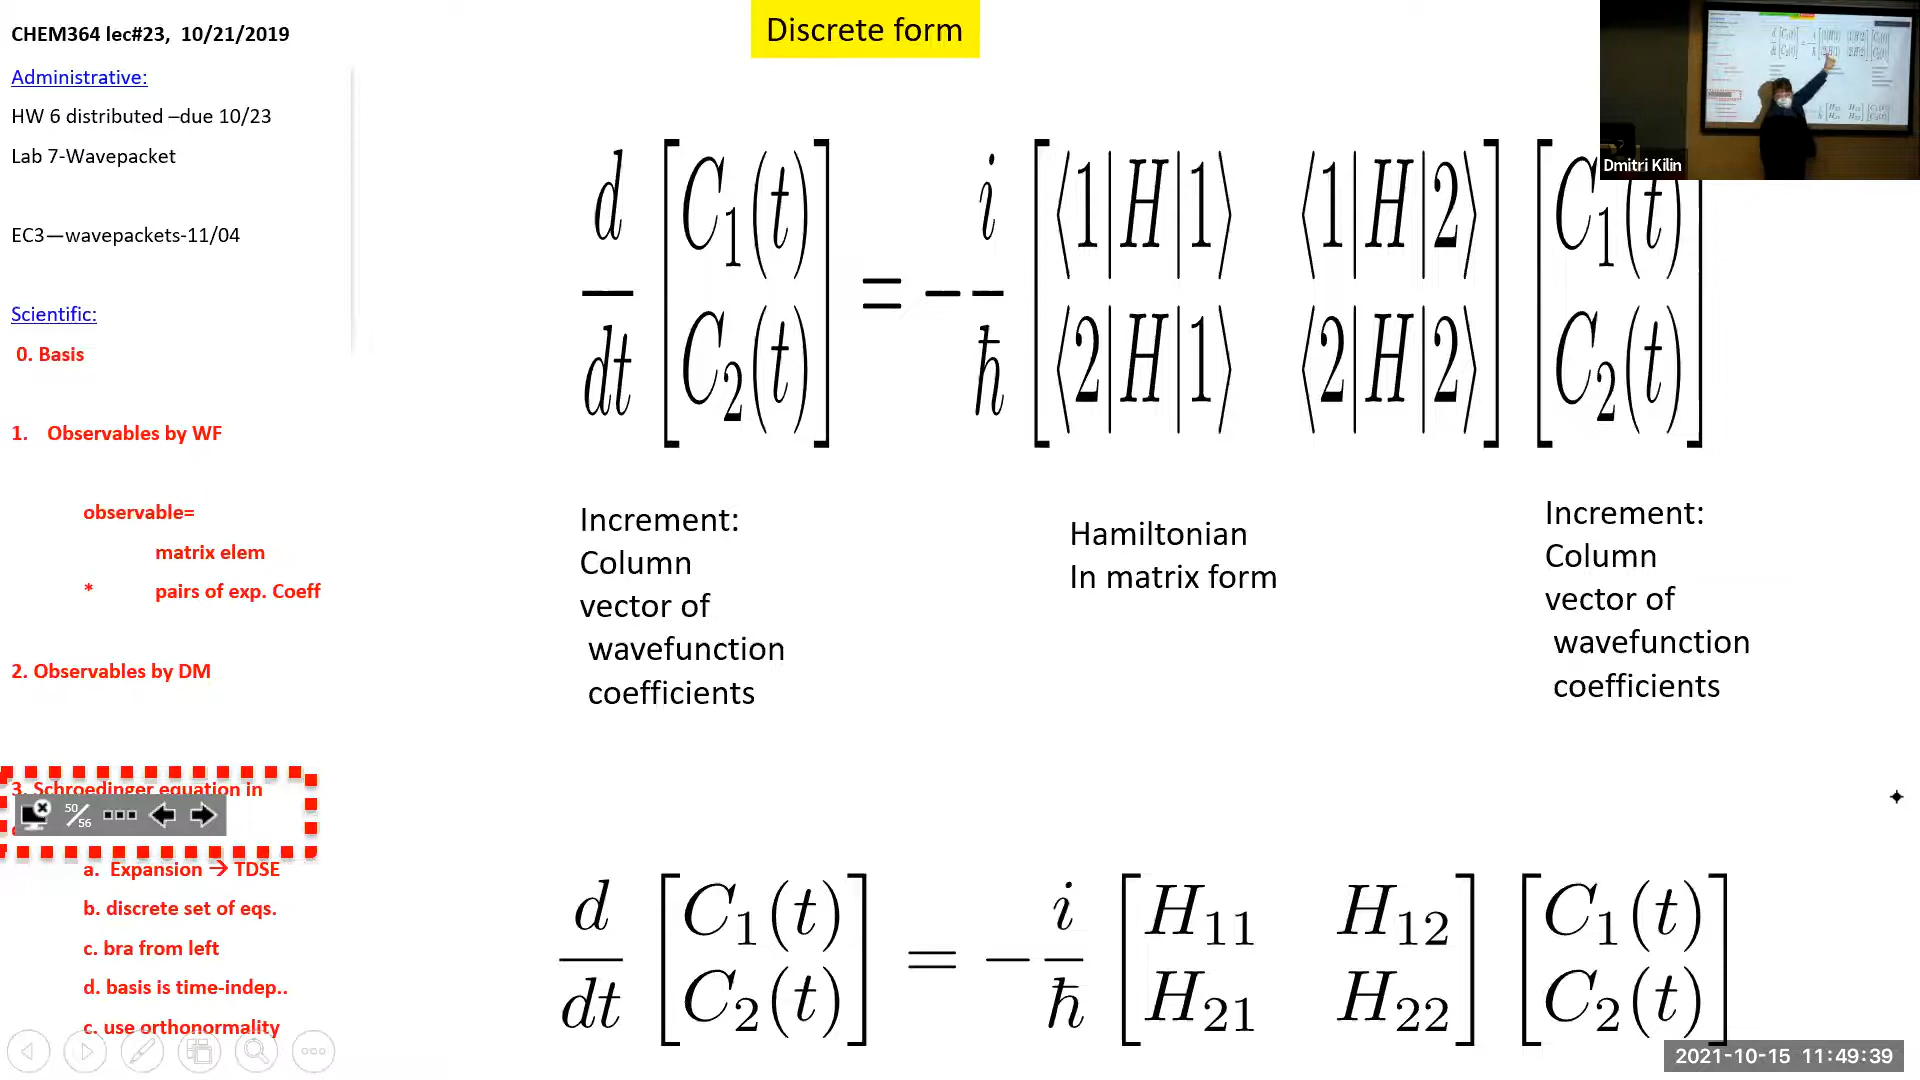 CHEM364 lec#23, 10/21/2019
Administrative:
HW 6 distributed –due 10/23
Lab 7-Wavepacket
EC3—wavepackets-11/04
Scientific:
0. Basis
1. Observables by WF
observable=
matrix elem
* pairs of exp. Coeff
2. Observables by DM
3. Schroedinger equation in
50/56
a. Expansion → TDSE
b. discrete set of eqs.
c. bra from left
d. basis is time-indep..
c. use orthonormality
Discrete form
d/dt [C₁(t) C₂(t)] = − i/ħ [⟨1|H|1⟩ ⟨1|H|2⟩ ⟨2|H|1⟩ ⟨2|H|2⟩] [C₁(t) C₂(t)]
Increment:
Column
vector of
wavefunction
coefficients
Hamiltonian
In matrix form
Increment:
Column
vector of
wavefunction
coefficients
d/dt [C₁(t) C₂(t)] = − i/ħ [H₁₁ H₁₂ H₂₁ H₂₂] [C₁(t) C₂(t)]
Dmitri Kilin
2021-10-15 11:49:39